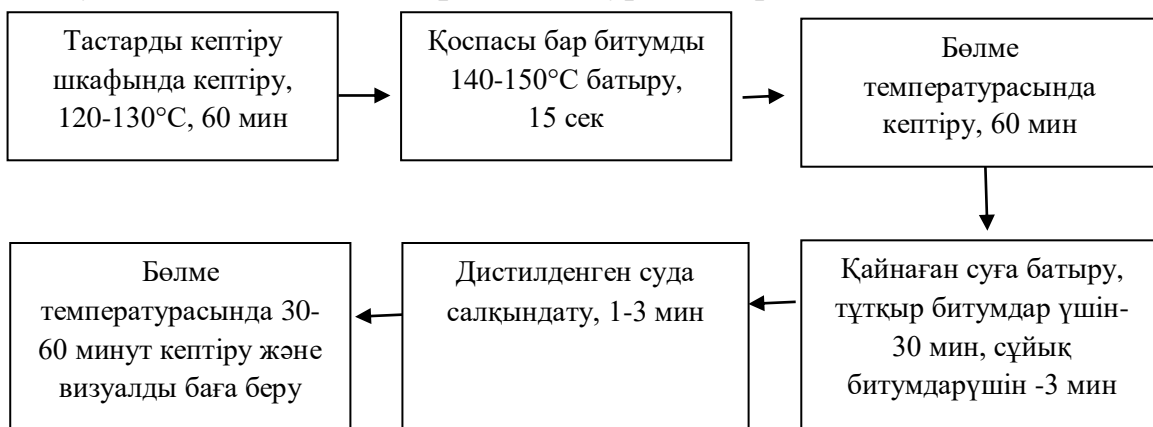 Тастарды кептіру
шкафында кептіру,
120-130°С, 60 мин
Қоспасы бар битумды
140-150°С батыру,
15 сек
Бөлме
температурасында
кептіру, 60 мин
Қайнаған суға батыру,
тұтқыр битумдар үшін-
30 мин, сұйық
битумдарүшін -3 мин
Дистилденген суда
салқындату, 1-3 мин
Бөлме
температурасында 30-
60 минут кептіру және
визуалды баға беру